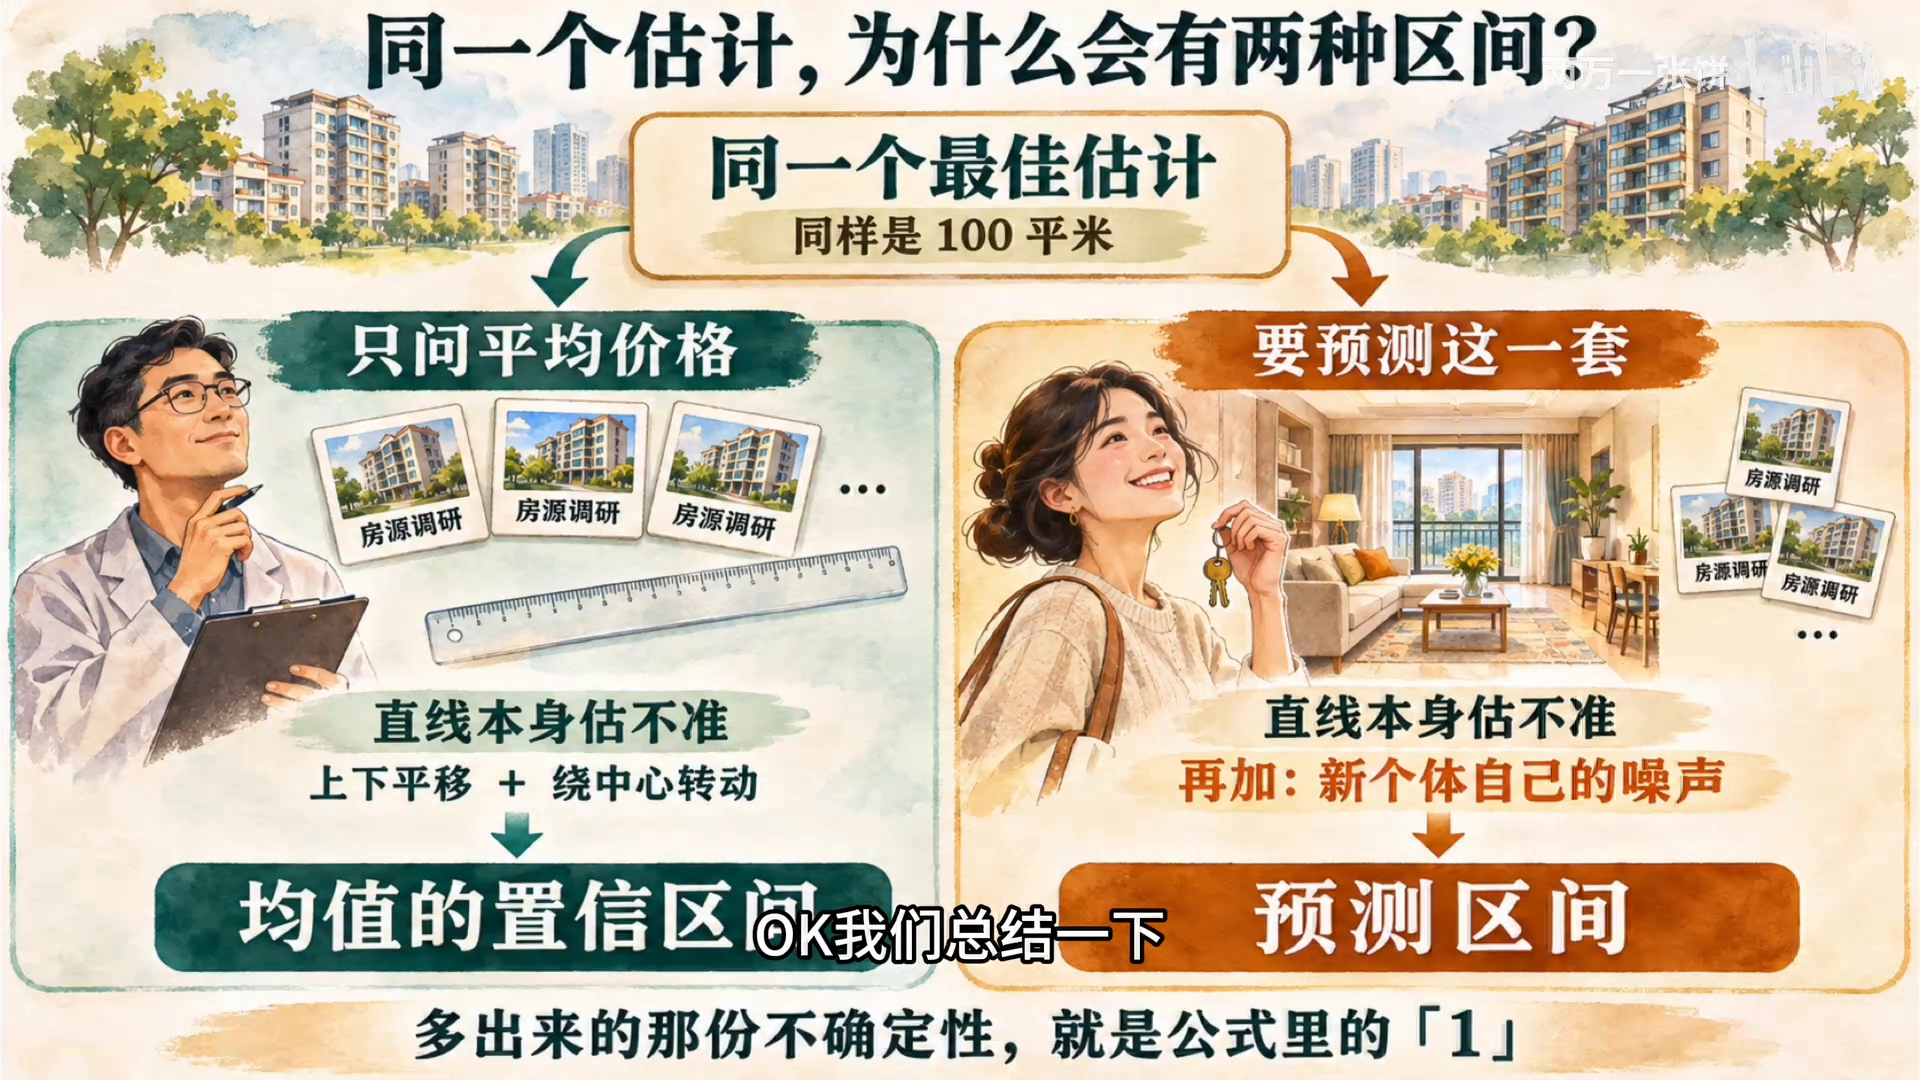 同一个估计，为什么会有两种区间？
两万一张饼
同一个最佳估计
同样是 100 平米
只问平均价格
房源调研
房源调研
房源调研
...
直线本身估不准
上下平移 + 绕中心转动
均值的置信区间
要预测这一套
房源调研
房源调研
房源调研
...
直线本身估不准
再加：新个体自己的噪声
预测区间
OK我们总结一下
多出来的那份不确定性，就是公式里的「1」